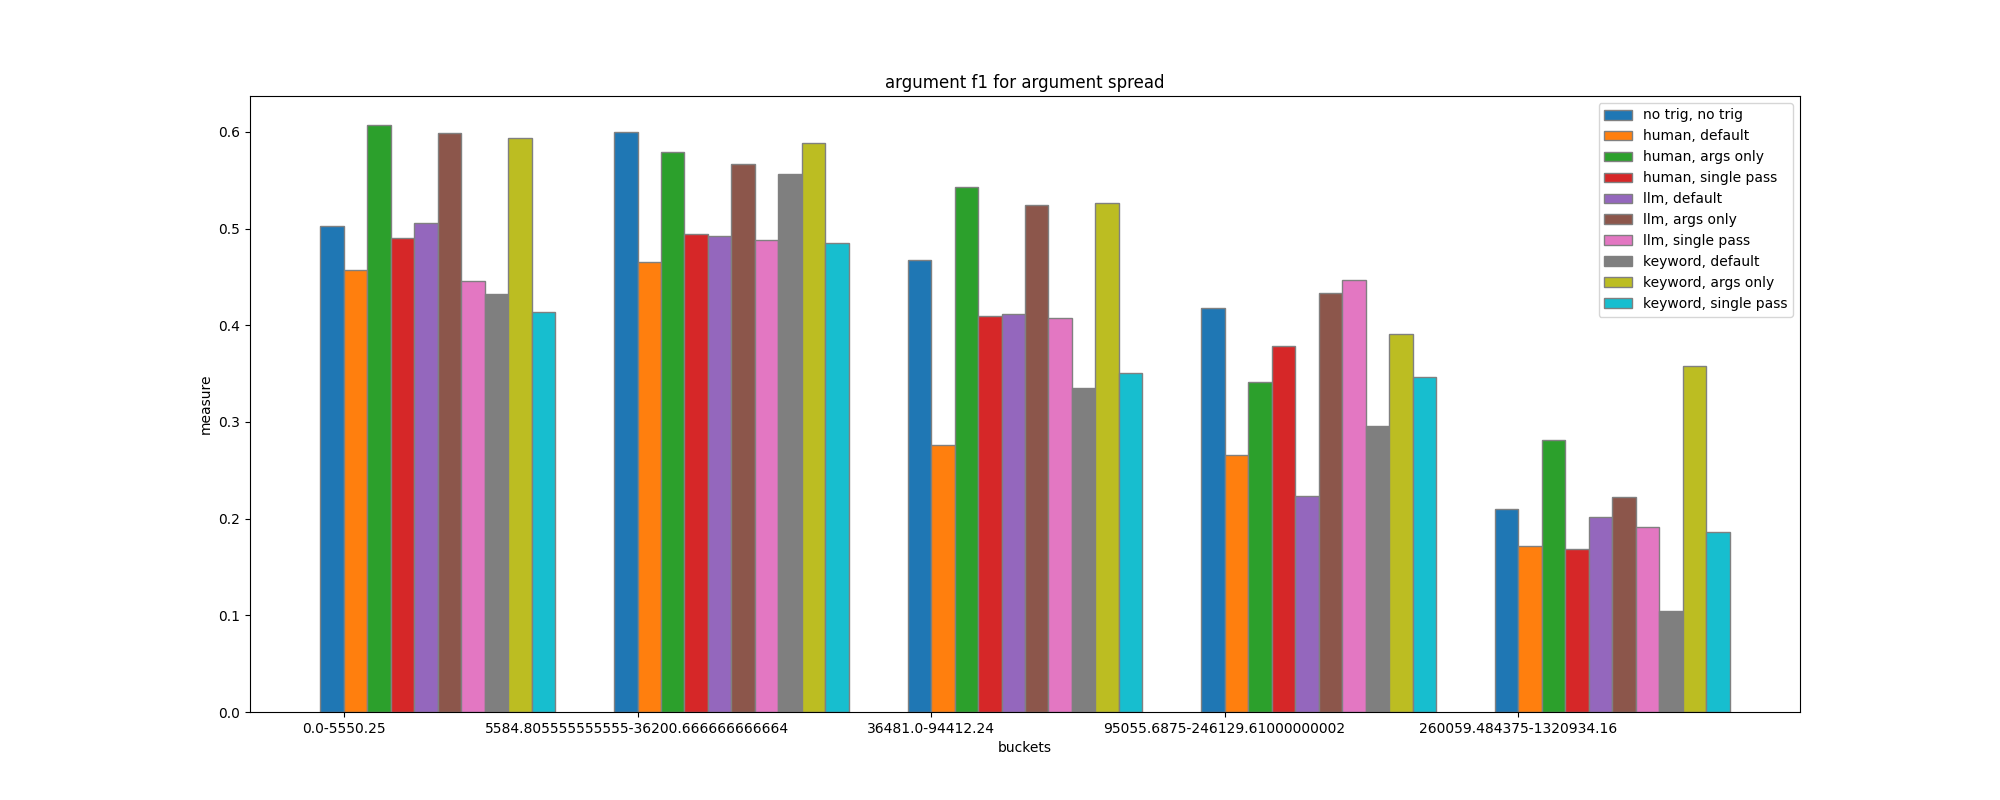 argument f1 for argument spread
0.6
0.5
0.4
0.3
0.2
0.1
0.0
measure
no trig, no trig
human, default
human, args only
human, single pass
llm, default
llm, args only
llm, single pass
keyword, default
keyword, args only
keyword, single pass
0.0-5550.25
5584.805555555555-36200.666666666664
36481.0-94412.24
95055.6875-246129.61000000002
260059.484375-1320934.16
buckets